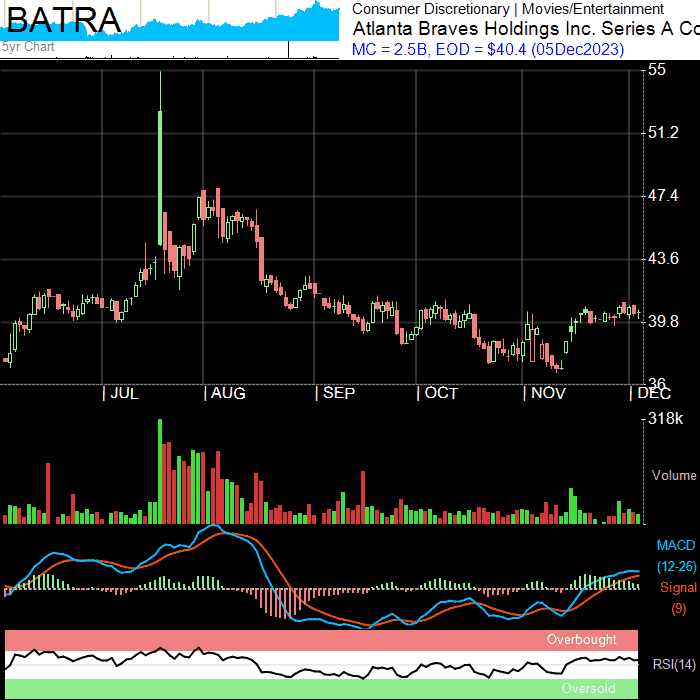 BATRA
5yr Chart
Consumer Discretionary | Movies/Entertainment
Atlanta Braves Holdings Inc. Series A Co
MC = 2.5B, EOD = $40.4 (05Dec2023)
55
51.2
47.4
43.6
39.8
36
JUL AUG SEP OCT NOV DEC
318k
Volume
MACD
(12-26)
Signal
(9)
Overbought
RSI(14)
Oversold